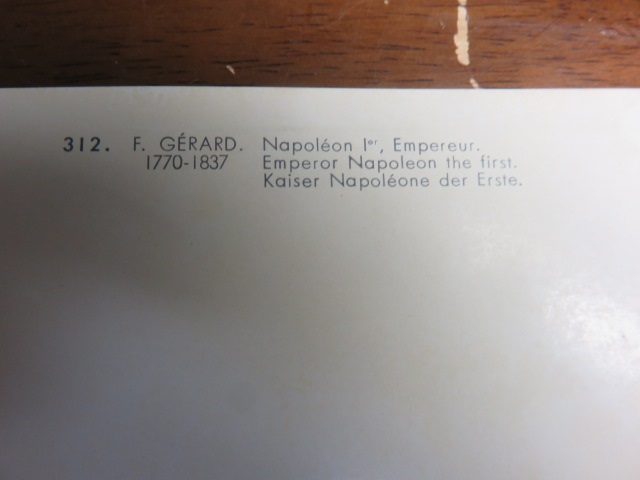 312. F. GÉRARD. Napoléon Ier, Empereur.
1770-1837 Emperor Napoleon the first.
Kaiser Napoléone der Erste.